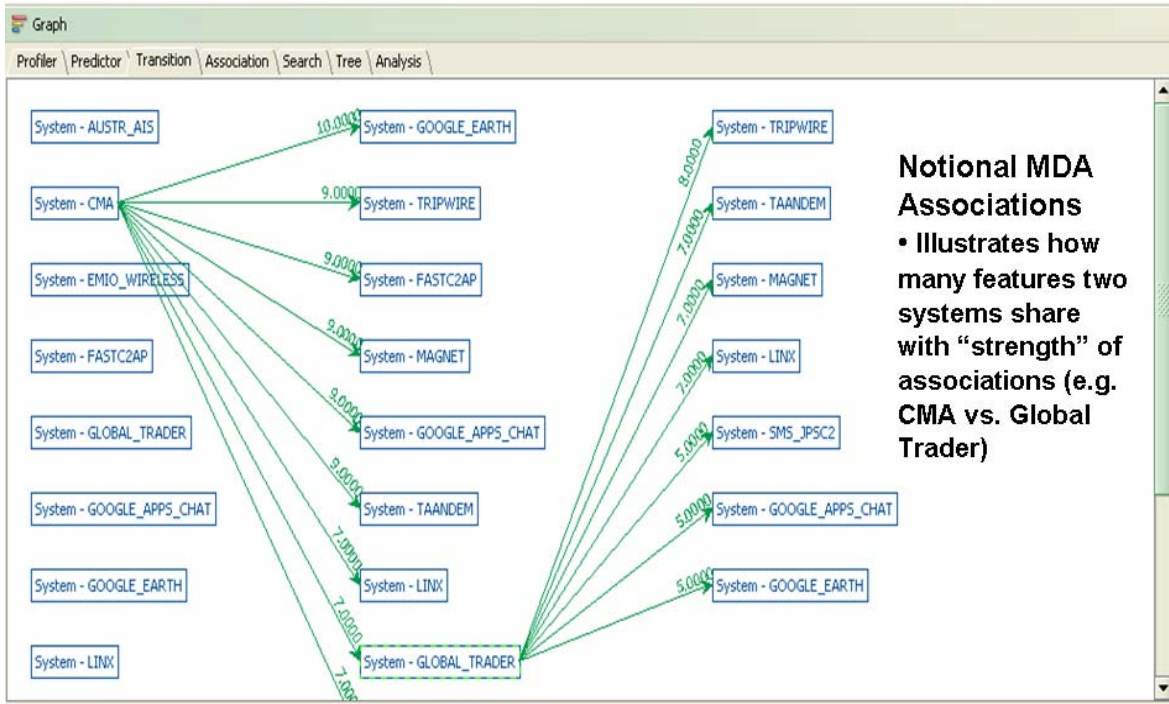 Graph
Profiler Predictor Transition Association Search Tree Analysis
System - AUSTR_AIS
System - CMA
System - EMIO_WIRELESS
System - FASTC2AP
System - GLOBAL_TRADER
System - GOOGLE_APPS_CHAT
System - GOOGLE_EARTH
System - LINX
10.0000
9.0000
9.0000
9.0000
9.0000
9.0000
7.0000
7.0000
7.000
System - GOOGLE_EARTH
System - TRIPWIRE
System - FASTC2AP
System - MAGNET
System - GOOGLE_APPS_CHAT
System - TAANDEM
System - LINX
System - GLOBAL_TRADER
8.0000
7.0000
7.0000
7.0000
5.0000
5.0000
5.0000
System - TRIPWIRE
System - TAANDEM
System - MAGNET
System - LINX
System - SMS_JPSC2
System - GOOGLE_APPS_CHAT
System - GOOGLE_EARTH
Notional MDA
Associations
• Illustrates how
many features two
systems share
with “strength” of
associations (e.g.
CMA vs. Global
Trader)